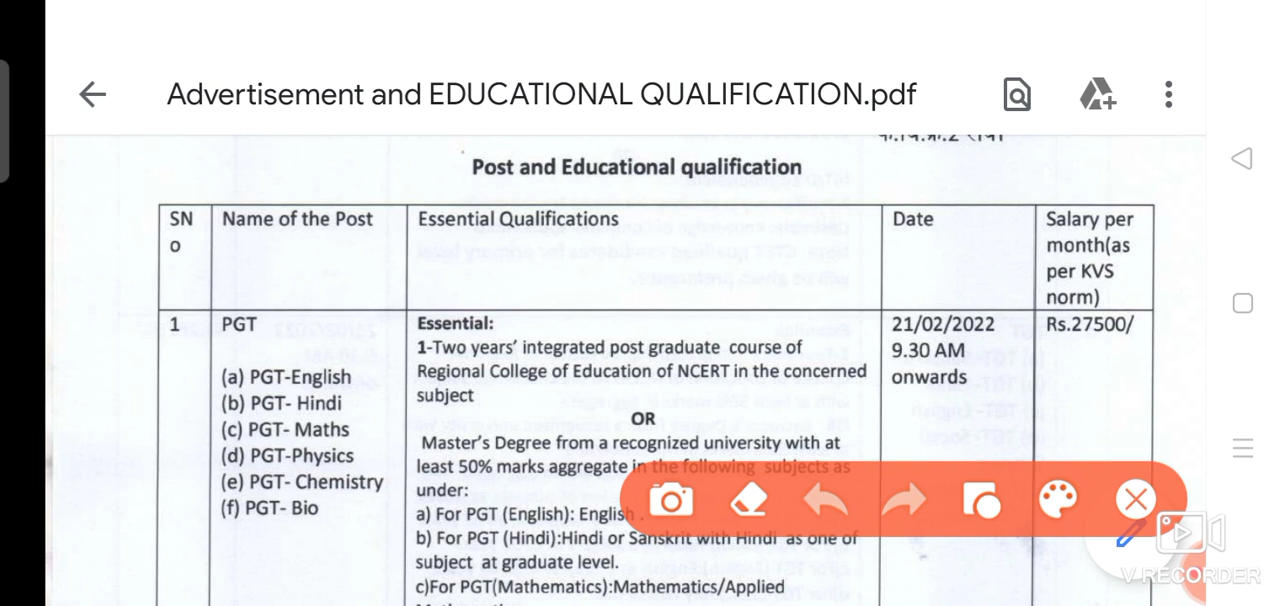 Advertisement and EDUCATIONAL QUALIFICATION.pdf
Post and Educational qualification
SN
o
Name of the Post
Essential Qualifications
Date
Salary per
month(as
per KVS
norm)
1
PGT
(a) PGT-English
(b) PGT- Hindi
(c) PGT- Maths
(d) PGT-Physics
(e) PGT- Chemistry
(f) PGT- Bio
Essential:
1-Two years' integrated post graduate course of
Regional College of Education of NCERT in the concerned
subject
OR
Master's Degree from a recognized university with at
least 50% marks aggregate in the following subjects as
under:
a) For PGT (English): English .
b) For PGT (Hindi):Hindi or Sanskrit with Hindi as one of
subject at graduate level.
c)For PGT(Mathematics):Mathematics/Applied
21/02/2022
9.30 AM
onwards
Rs.27500/
V RECORDER